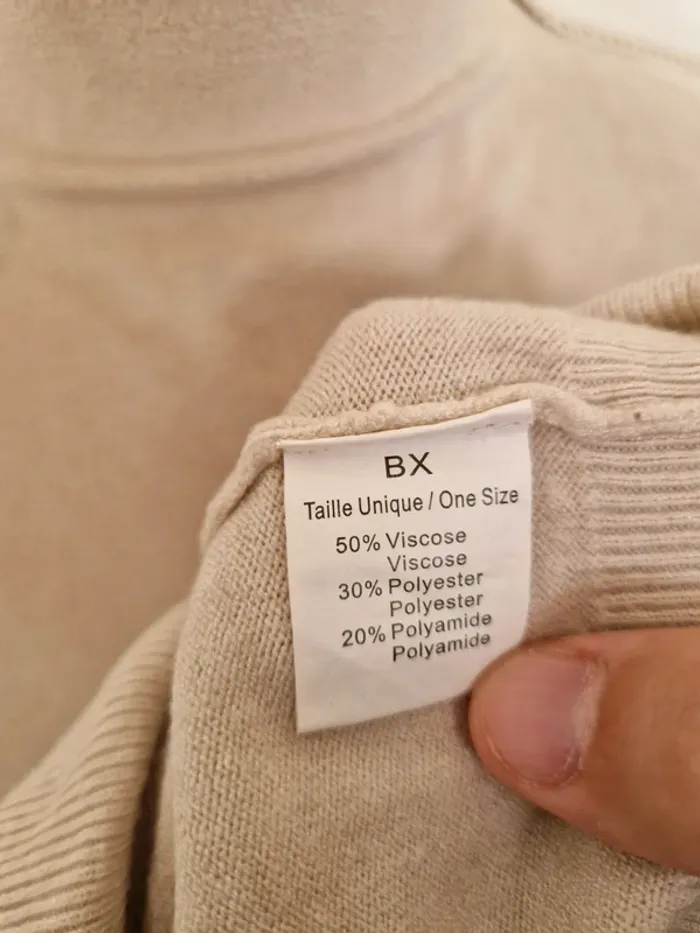 BX
Taille Unique / One Size
50% Viscose
Viscose
30% Polyester
Polyester
20% Polyamide
Polyamide